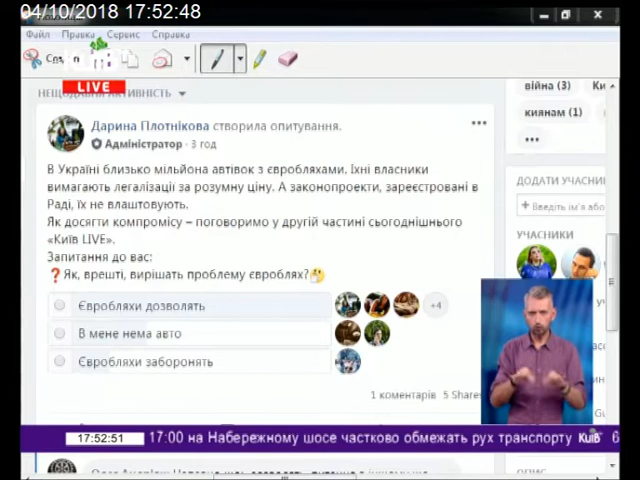 04/10/2018 17:52:48
Файл Правка Сервис Справка
LIVE
НЕЩОДАВНЯ АКТИВНІСТЬ
війна (3)
киянам (1)
Дарина Плотнікова створила опитування.
Адміністратор · 3 год
В Україні близько мільйона автівок з євробляхами. Їхні власники
вимагають легалізації за розумну ціну. А законопроекти, зареєстровані в
Раді, їх не влаштовують.
Як досягти компромісу – поговоримо у другій частині сьогоднішнього
«Київ LIVE».
Запитання до вас:
❓Як, врешті, вирішать проблему євроблях?🤔
Євробляхи дозволять
+4
В мене нема авто
Євробляхи заборонять
1 коментарів 5 Shares
ДОДАТИ УЧАСНИ
+ Введіть ім'я або
УЧАСНИКИ
17:52:51 17:00 на Набережному шосе частково обмежать рух транспорту Київ
ОПИС